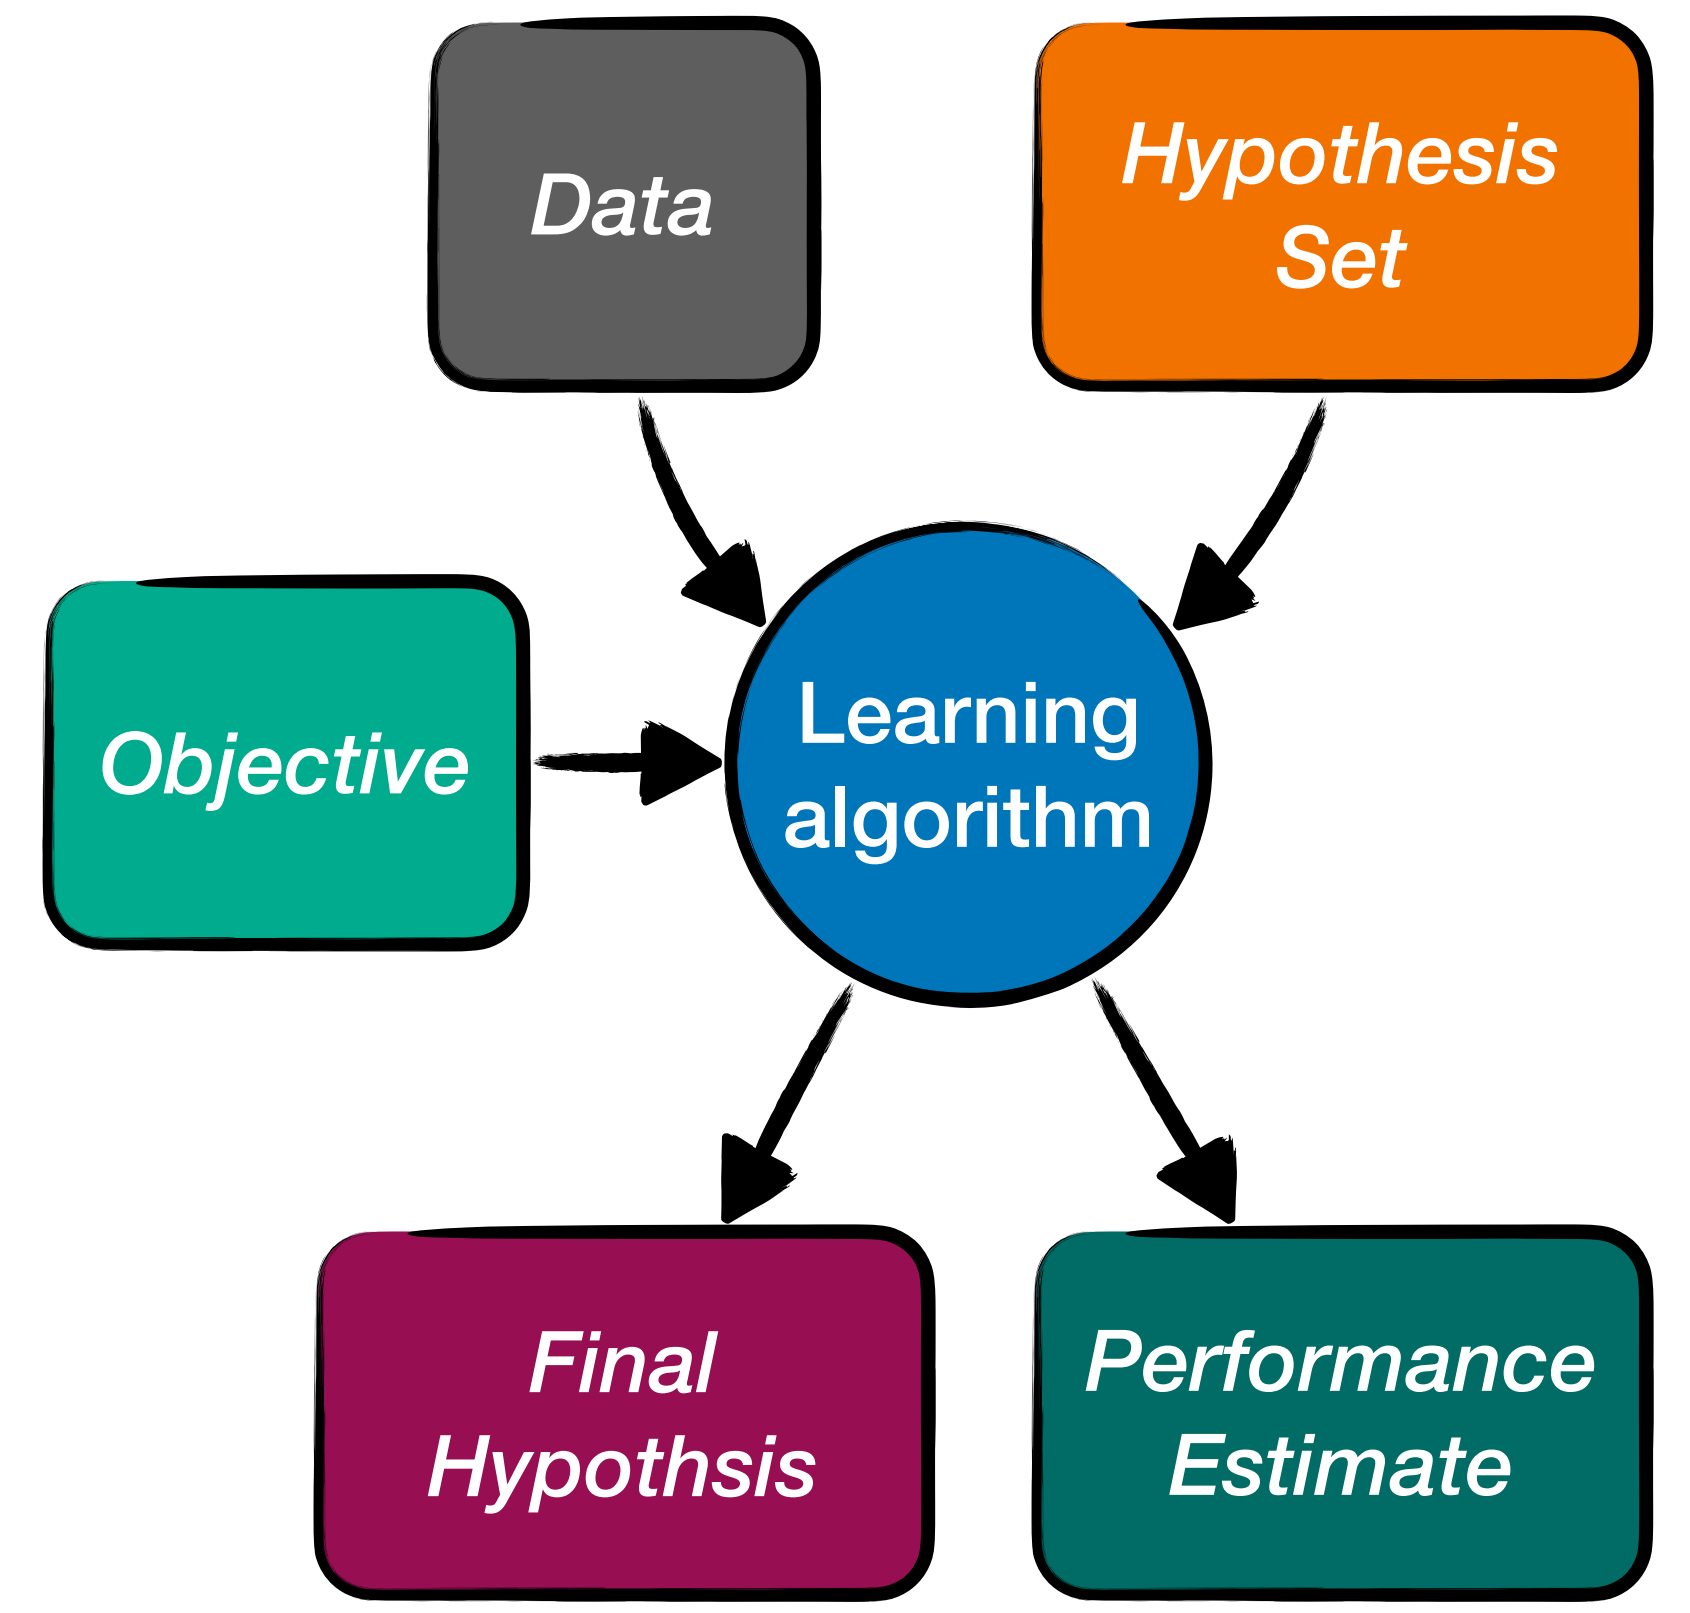 Data
Hypothesis
Set
Objective
Learning
algorithm
Final
Hypothsis
Performance
Estimate